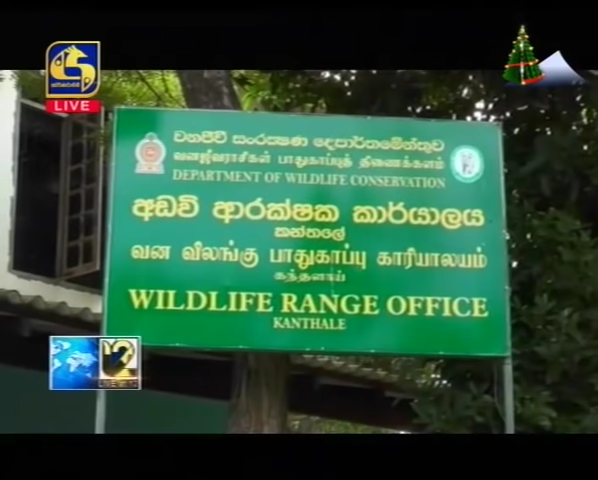 LIVE
වනජීවී සංරක්ෂණ දෙපාර්තමේන්තුව
வனஜீவராசிகள் பாதுகாப்புத் திணைக்களம்
DEPARTMENT OF WILDLIFE CONSERVATION
අඩවි ආරක්ෂක කාර්යාලය
කන්තලේ
வன விலங்கு பாதுகாப்பு காரியாலயம்
கந்தளாய்
WILDLIFE RANGE OFFICE
KANTHALE